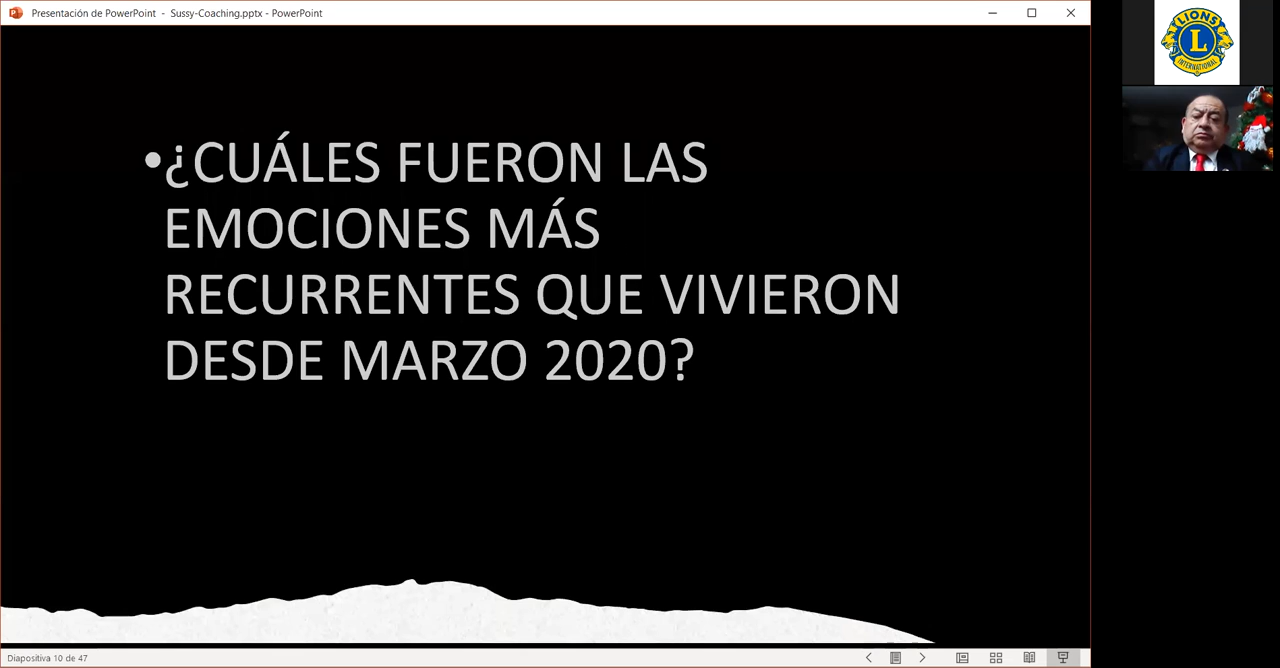 Presentación de PowerPoint - Sussy-Coaching.pptx - PowerPoint
•¿CUÁLES FUERON LAS
EMOCIONES MÁS
RECURRENTES QUE VIVIERON
DESDE MARZO 2020?
Diapositiva 10 de 47
LIONS
L
INTERNATIONAL